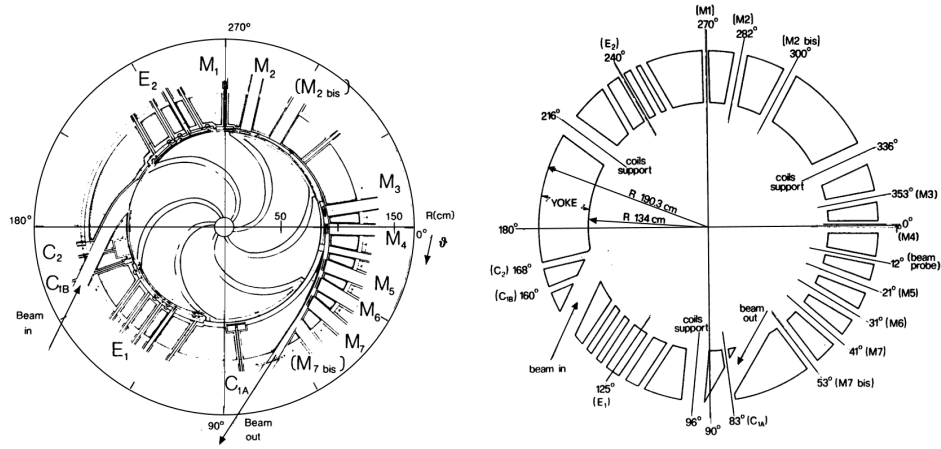 270°
M₁
M₂
(M₂ bis)
E₂
M₃
180°
50
150
R(cm)
0°
ϑ
M₄
C₂
C₁B
M₅
Beam
in
M₆
E₁
M₇
(M₇ bis)
C₁A
90°
Beam
out
(M1)
270°
(M2)
282°
(M2 bis)
300°
(E₂)
240°
216°
coils
support
336°
coils
support
353° (M3)
R 190.3 cm
YOKE
R 134 cm
180°
0°
(M4)
12° (beam
probe)
(C₂) 168°
21° (M5)
(C₁B) 160°
beam
out
31° (M6)
coils
support
41° (M7)
beam in
53° (M7 bis)
125°
(E₁)
96°
90°
83° (C₁A)